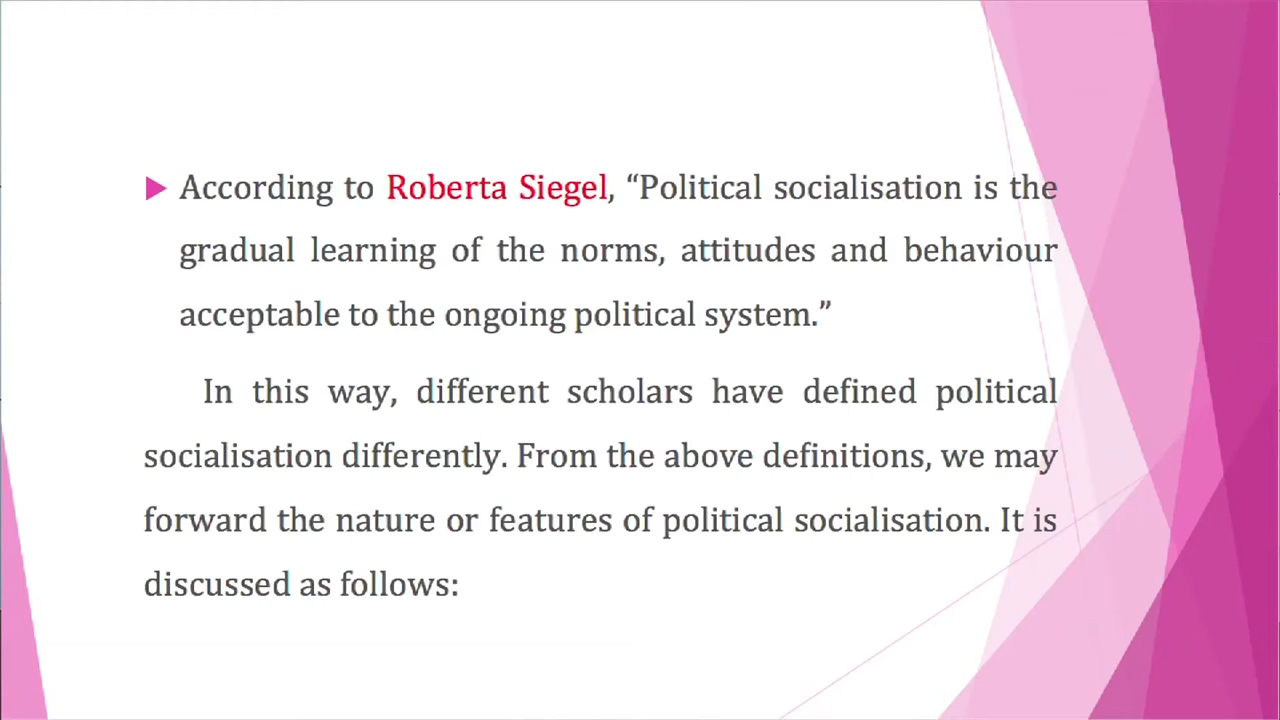 According to Roberta Siegel, “Political socialisation is the
gradual learning of the norms, attitudes and behaviour
acceptable to the ongoing political system.”
In this way, different scholars have defined political
socialisation differently. From the above definitions, we may
forward the nature or features of political socialisation. It is
discussed as follows: